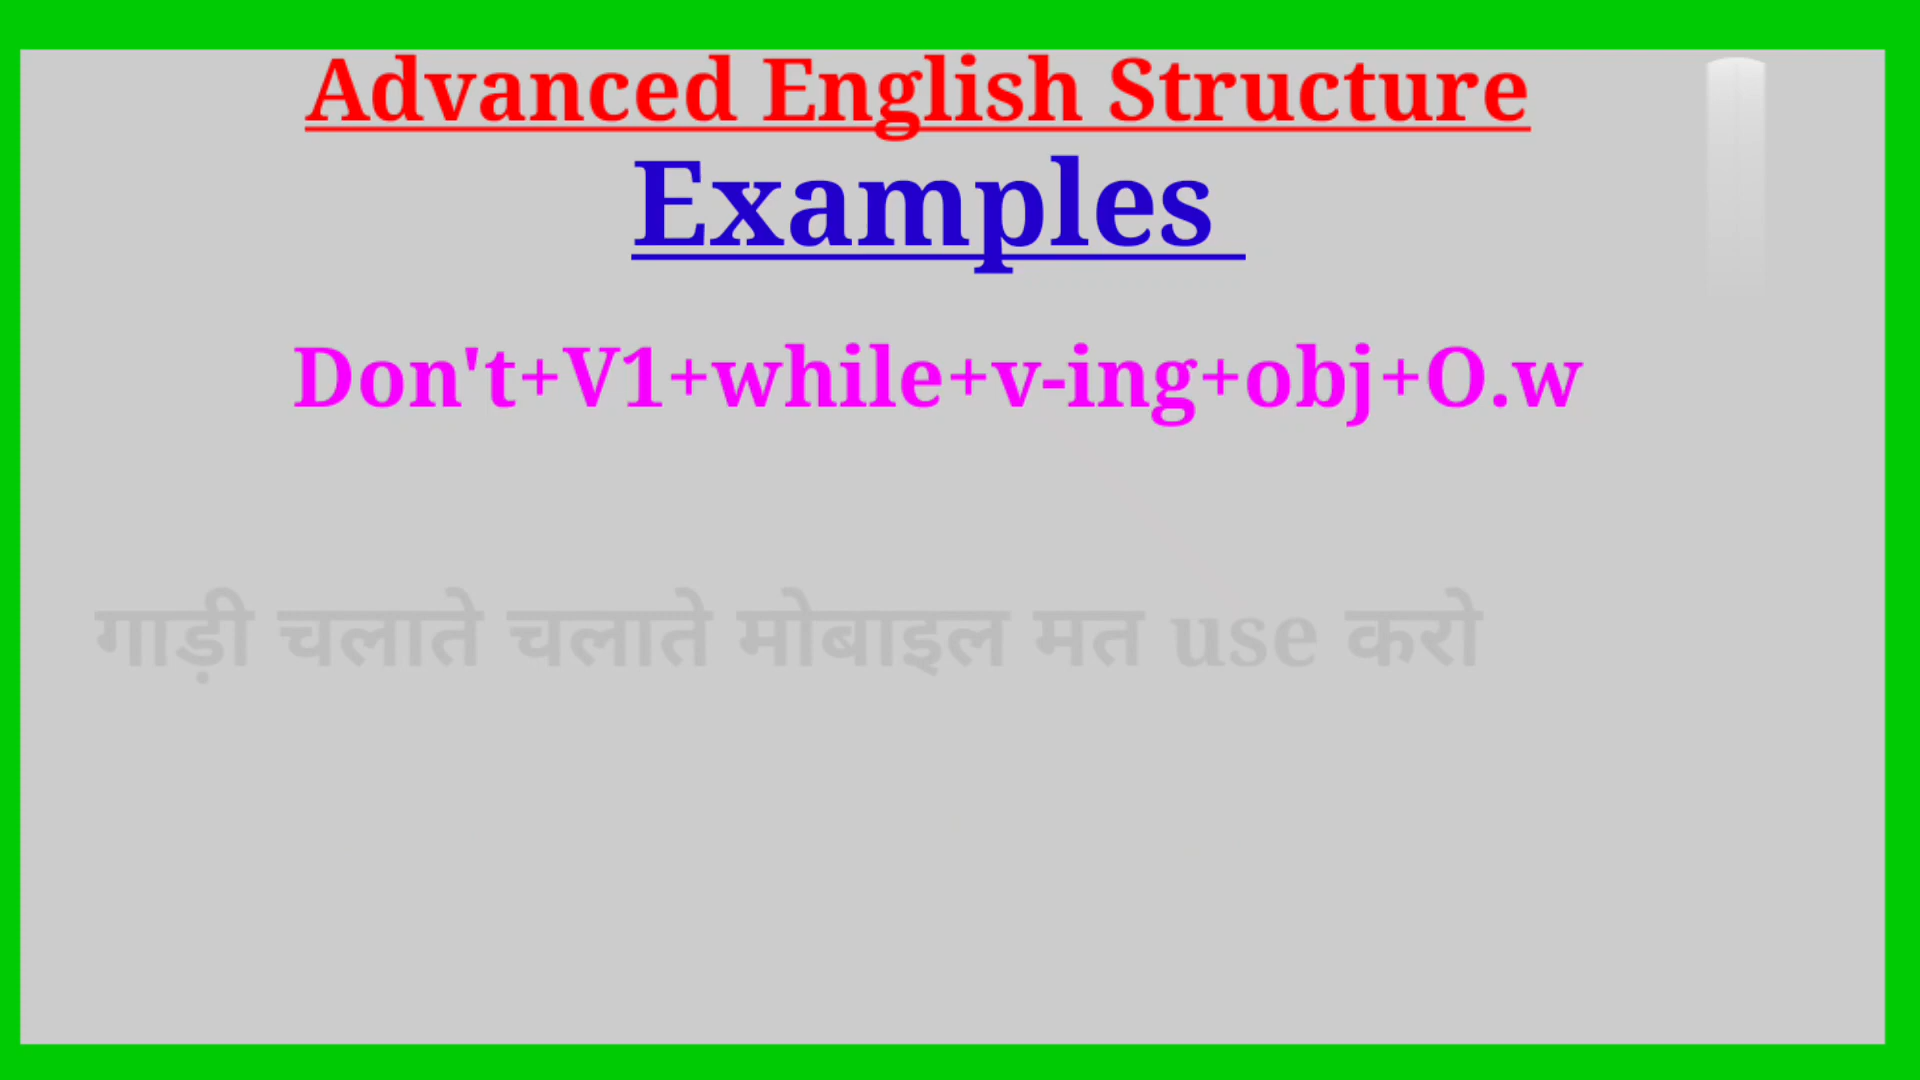 Advanced English Structure
Examples
Don't+V1+while+v-ing+obj+O.w
गाड़ी चलाते चलाते मोबाइल मत use करो